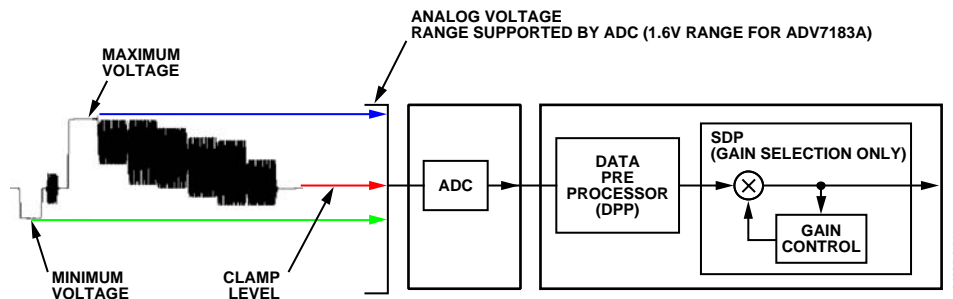 ANALOG VOLTAGE
RANGE SUPPORTED BY ADC (1.6V RANGE FOR ADV7183A)
MAXIMUM
VOLTAGE
SDP
(GAIN SELECTION ONLY)
DATA
PRE
PROCESSOR
(DPP)
ADC
GAIN
CONTROL
MINIMUM
VOLTAGE
CLAMP
LEVEL